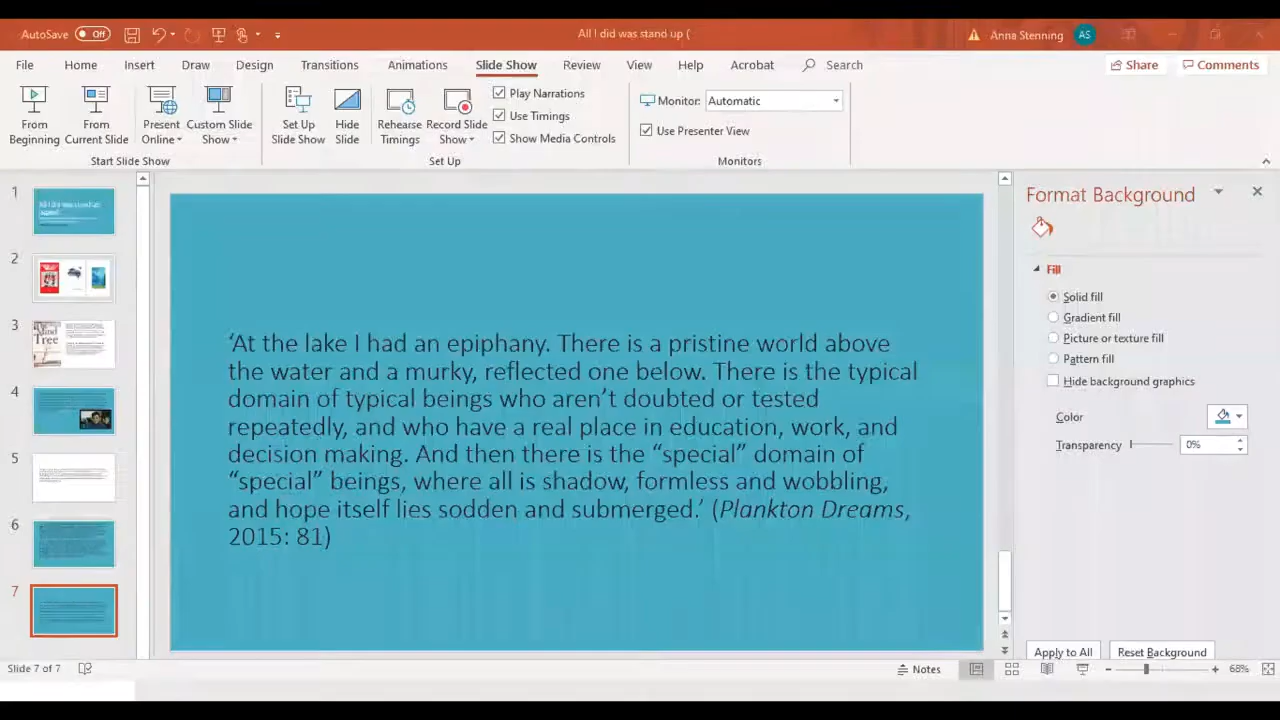 AutoSave Off All I did was stand up ( Anna Stenning AS
File Home Insert Draw Design Transitions Animations Slide Show Review View Help Acrobat Search Share Comments
From Beginning
From Current Slide
Present Online
Custom Slide Show
Start Slide Show
Set Up Slide Show
Hide Slide
Rehearse Timings
Record Slide Show
Play Narrations
Use Timings
Show Media Controls
Set Up
Monitor: Automatic
Use Presenter View
Monitors
1
2
3
Tree
4
5
6
7
‘At the lake I had an epiphany. There is a pristine world above
the water and a murky, reflected one below. There is the typical
domain of typical beings who aren’t doubted or tested
repeatedly, and who have a real place in education, work, and
decision making. And then there is the “special” domain of
“special” beings, where all is shadow, formless and wobbling,
and hope itself lies sodden and submerged.’ (Plankton Dreams,
2015: 81)
Format Background
Fill
Solid fill
Gradient fill
Picture or texture fill
Pattern fill
Hide background graphics
Color
Transparency 0%
Apply to All Reset Background
Slide 7 of 7 Notes 68%